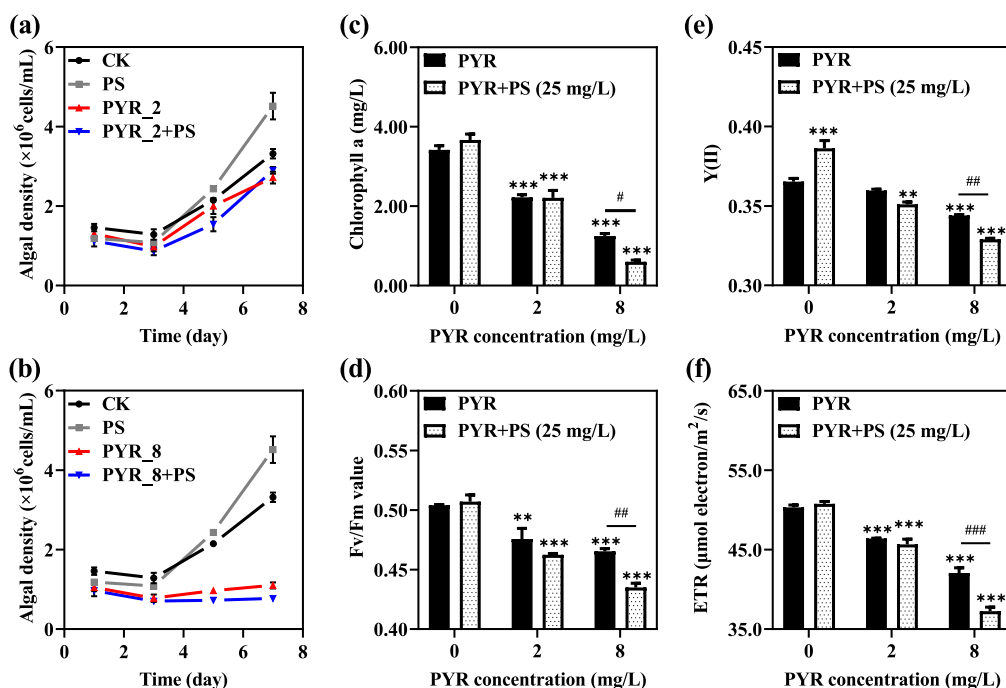 (a)
6
4
2
0
0
2
4
6
8
Algal density (×10⁶ cells/mL)
Time (day)
CK
PS
PYR_2
PYR_2+PS
(c)
6.00
4.00
2.00
0.00
0
2
8
Chlorophyll a (mg/L)
PYR concentration (mg/L)
PYR
PYR+PS (25 mg/L)
***
***
***
#
***
(e)
0.45
0.40
0.35
0.30
0
2
8
Y(II)
PYR concentration (mg/L)
PYR
PYR+PS (25 mg/L)
***
**
***
##
***
(b)
6
4
2
0
0
2
4
6
8
Algal density (×10⁶ cells/mL)
Time (day)
CK
PS
PYR_8
PYR_8+PS
(d)
0.60
0.55
0.50
0.45
0.40
0
2
8
Fv/Fm value
PYR concentration (mg/L)
PYR
PYR+PS (25 mg/L)
**
***
***
##
***
(f)
65.0
55.0
45.0
35.0
0
2
8
ETR (μmol electron/m²/s)
PYR concentration (mg/L)
PYR
PYR+PS (25 mg/L)
***
***
***
###
***